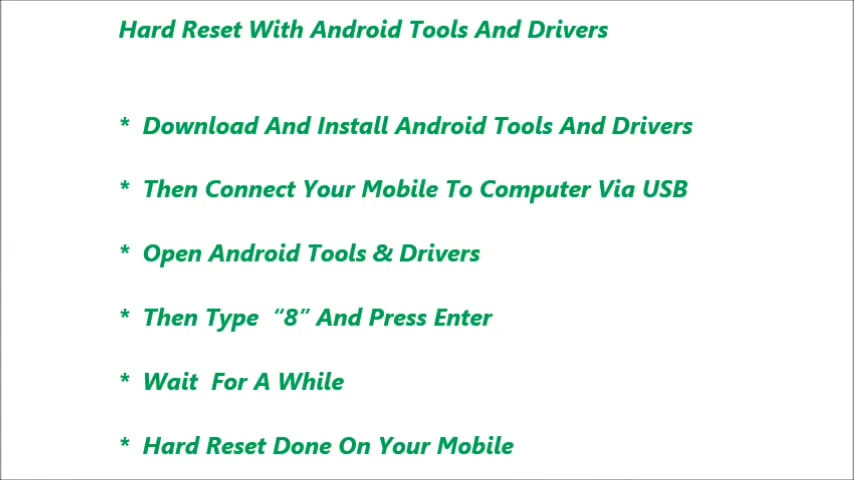 Hard Reset With Android Tools And Drivers
* Download And Install Android Tools And Drivers
* Then Connect Your Mobile To Computer Via USB
* Open Android Tools & Drivers
* Then Type “8” And Press Enter
* Wait For A While
* Hard Reset Done On Your Mobile